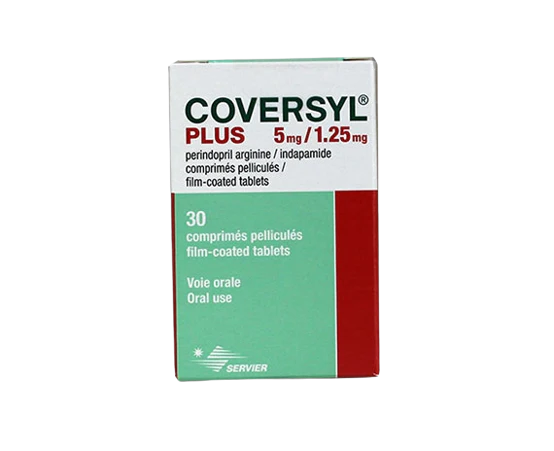 COVERSYL®
PLUS 5mg/1.25mg
perindopril arginine / indapamide
comprimés pelliculés /
film-coated tablets
30
comprimés pelliculés
film-coated tablets
Voie orale
Oral use
SERVIER